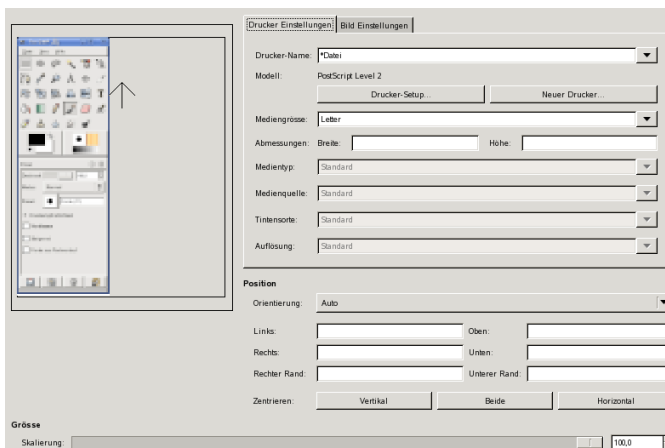 Drucker Einstellungen Bild Einstellungen
Drucker-Name: *Datei
Modell: PostScript Level 2
Drucker-Setup... Neuer Drucker...
Mediengrösse: Letter
Abmessungen: Breite: Höhe:
Medientyp: Standard
Medienquelle: Standard
Tintensorte: Standard
Auflösung: Standard
Position
Orientierung: Auto
Links: Oben:
Rechts: Unten:
Rechter Rand: Unterer Rand:
Zentrieren: Vertikal Beide Horizontal
Grösse
Skalierung: 100,0